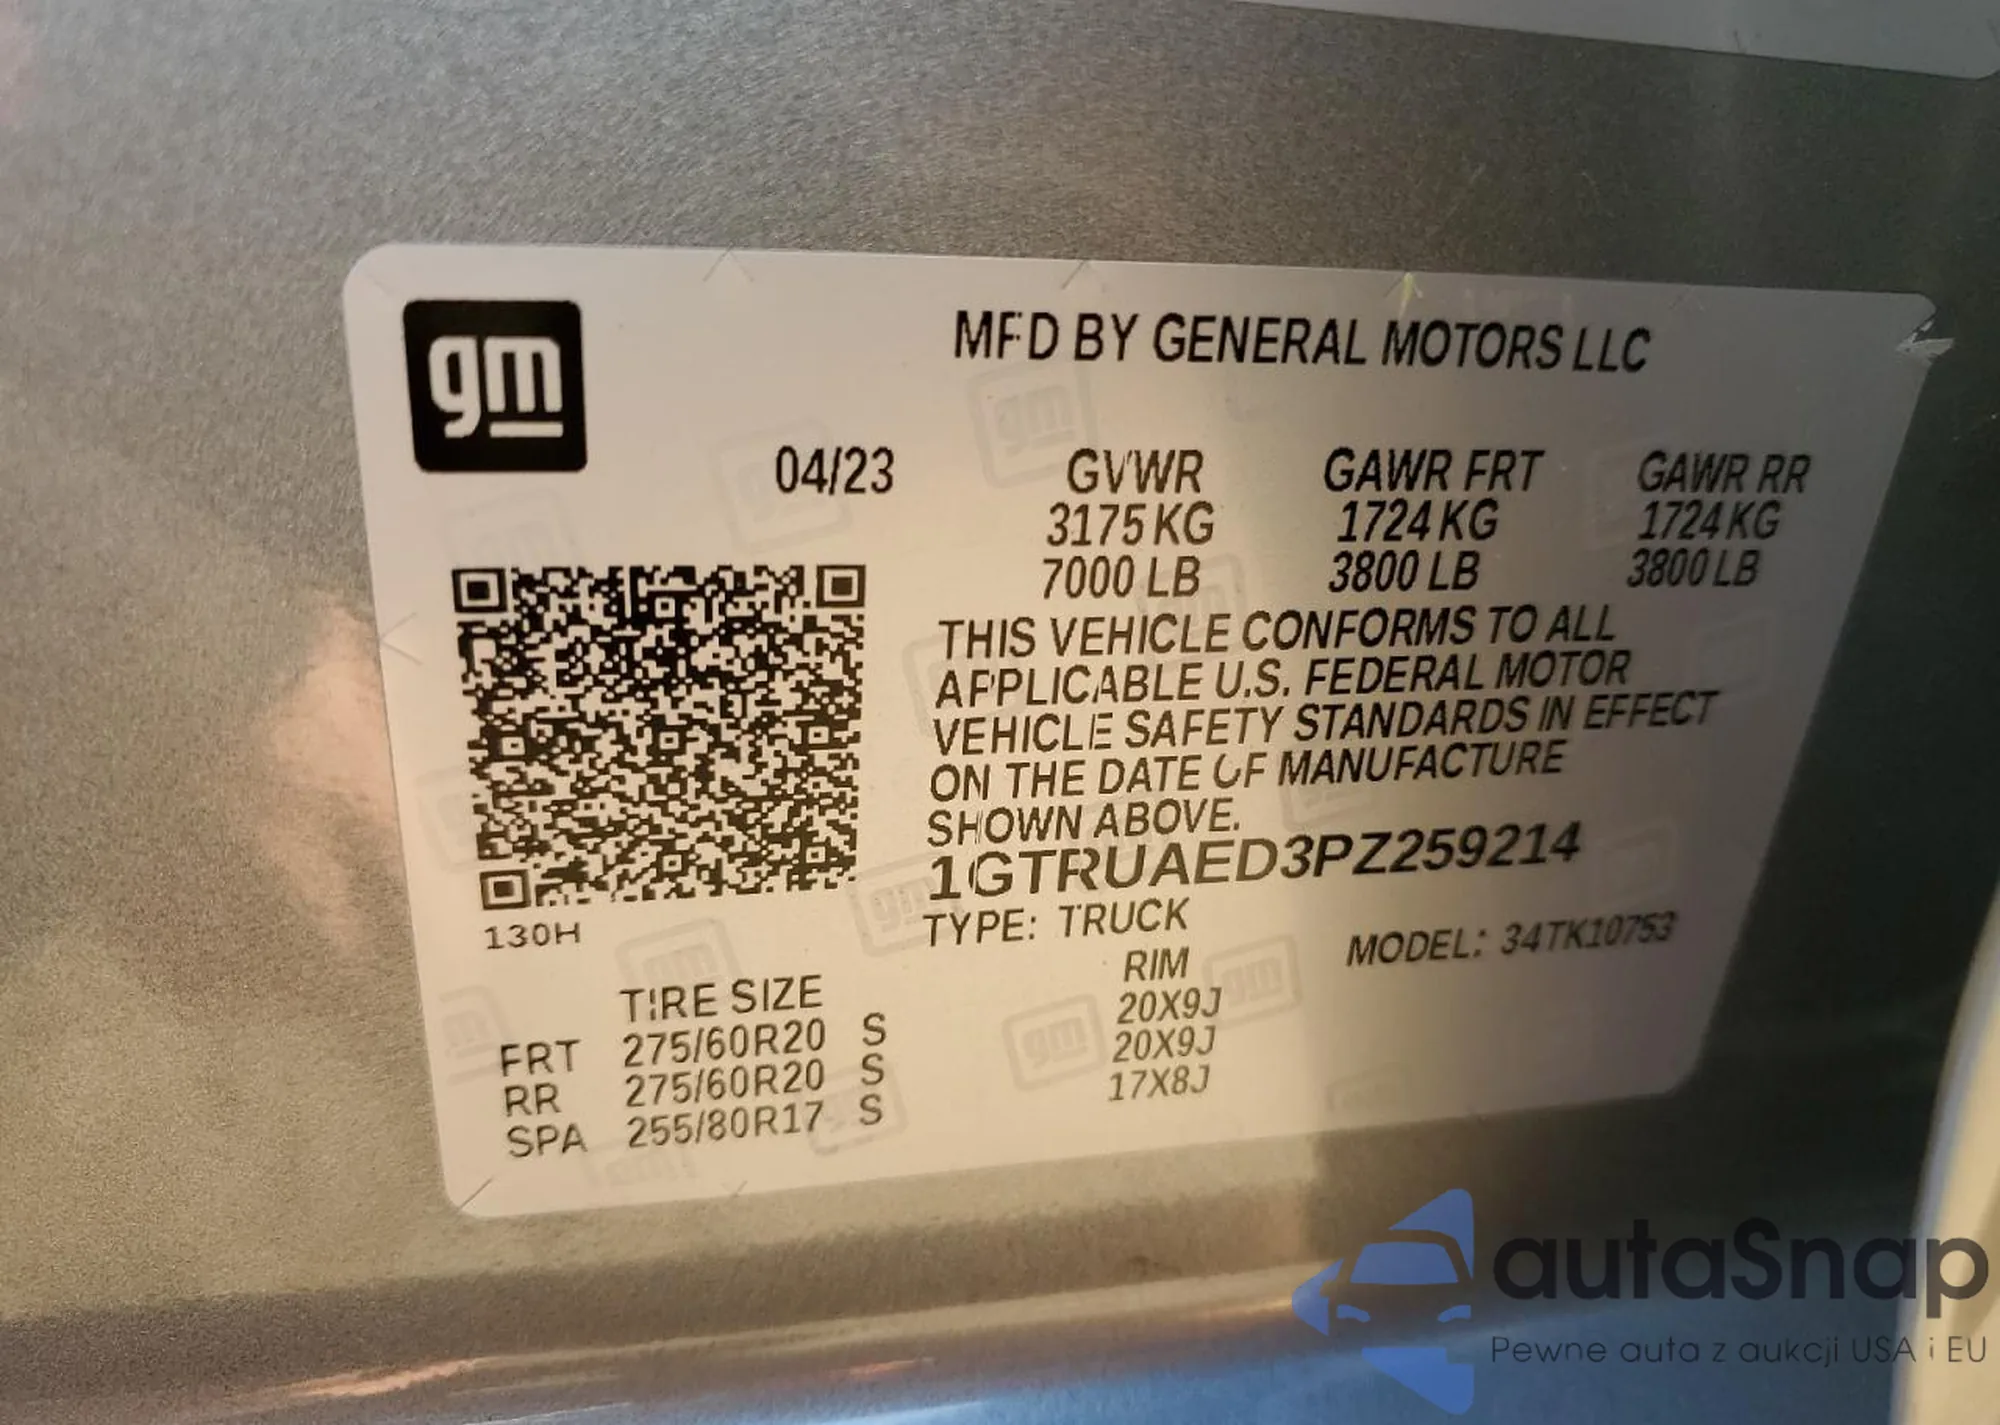 gm
MFD BY GENERAL MOTORS LLC
04/23 GVWR GAWR FRT GAWR RR
3175 KG 1724 KG 1724 KG
7000 LB 3800 LB 3800 LB
THIS VEHICLE CONFORMS TO ALL
APPLICABLE U.S. FEDERAL MOTOR
VEHICLE SAFETY STANDARDS IN EFFECT
ON THE DATE OF MANUFACTURE
SHOWN ABOVE.
1GTRUAED3PZ259214
130H
TYPE: TRUCK MODEL: 34TK10753
TIRE SIZE RIM
FRT 275/60R20 S 20X9J
RR 275/60R20 S 20X9J
SPA 255/80R17 S 17X8J
autaSnap
Pewne auta z aukcji USA i EU